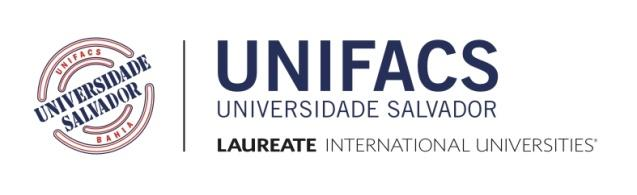 UNIFACS
UNIVERSIDADE
SALVADOR
BAHIA
UNIFACS
UNIVERSIDADE SALVADOR
LAUREATE INTERNATIONAL UNIVERSITIES®